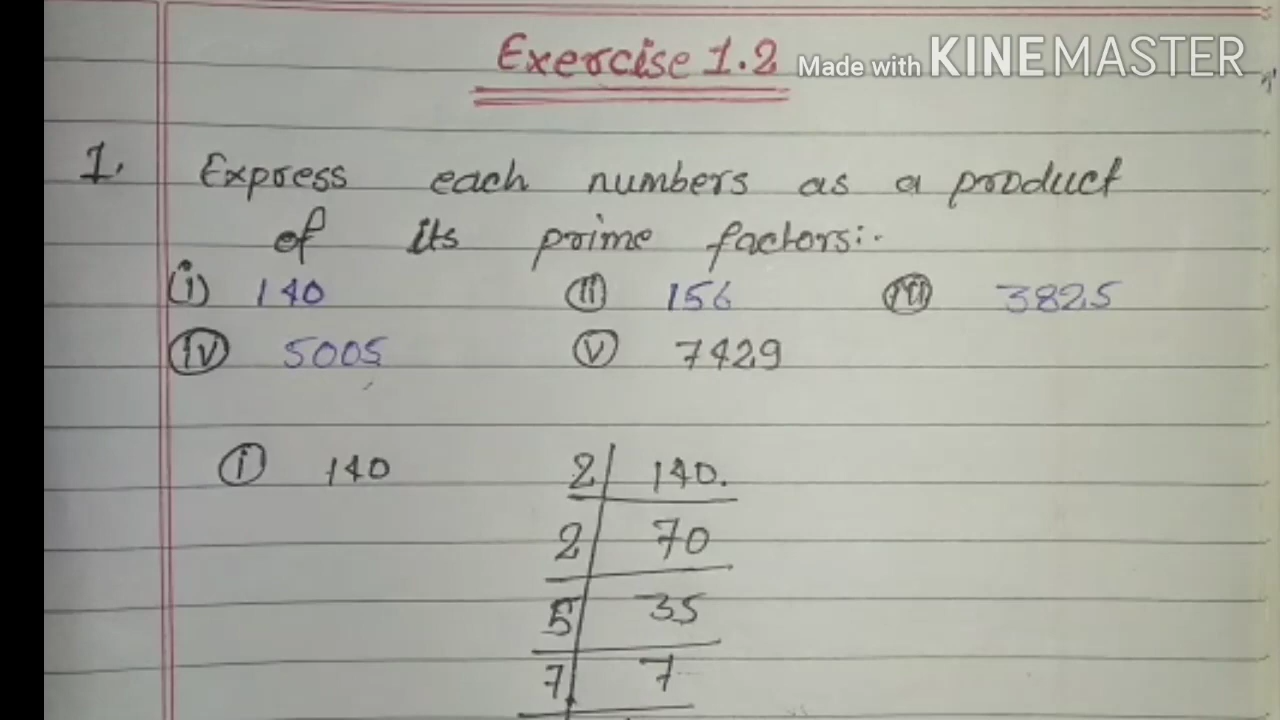 Exercise 1.2
Made with KINEMASTER
1. Express each numbers as a product
of its prime factors:-
(i) 140 (ii) 156 (iii) 3825
(iv) 5005 (v) 7429
(i) 140 2 140.
2 70
5 35
7 7